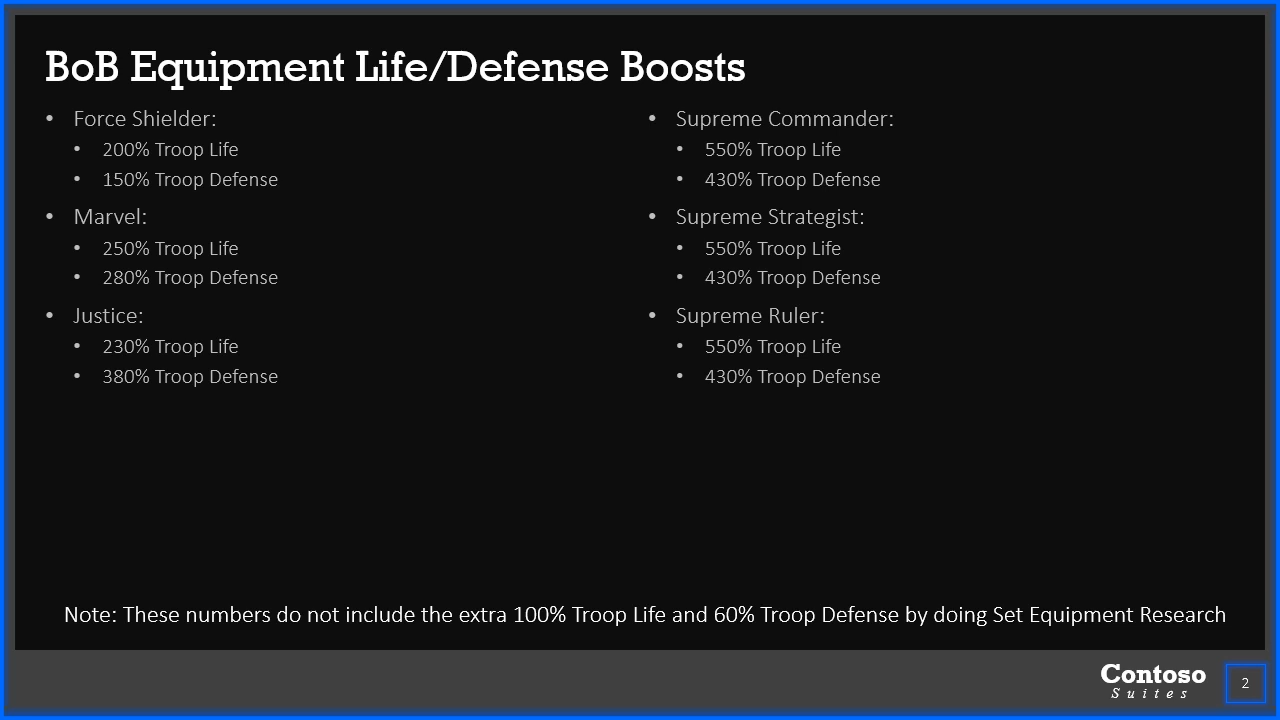 BoB Equipment Life/Defense Boosts
• Force Shielder:
• 200% Troop Life
• 150% Troop Defense
• Marvel:
• 250% Troop Life
• 280% Troop Defense
• Justice:
• 230% Troop Life
• 380% Troop Defense
• Supreme Commander:
• 550% Troop Life
• 430% Troop Defense
• Supreme Strategist:
• 550% Troop Life
• 430% Troop Defense
• Supreme Ruler:
• 550% Troop Life
• 430% Troop Defense
Note: These numbers do not include the extra 100% Troop Life and 60% Troop Defense by doing Set Equipment Research
Contoso
Suites
2